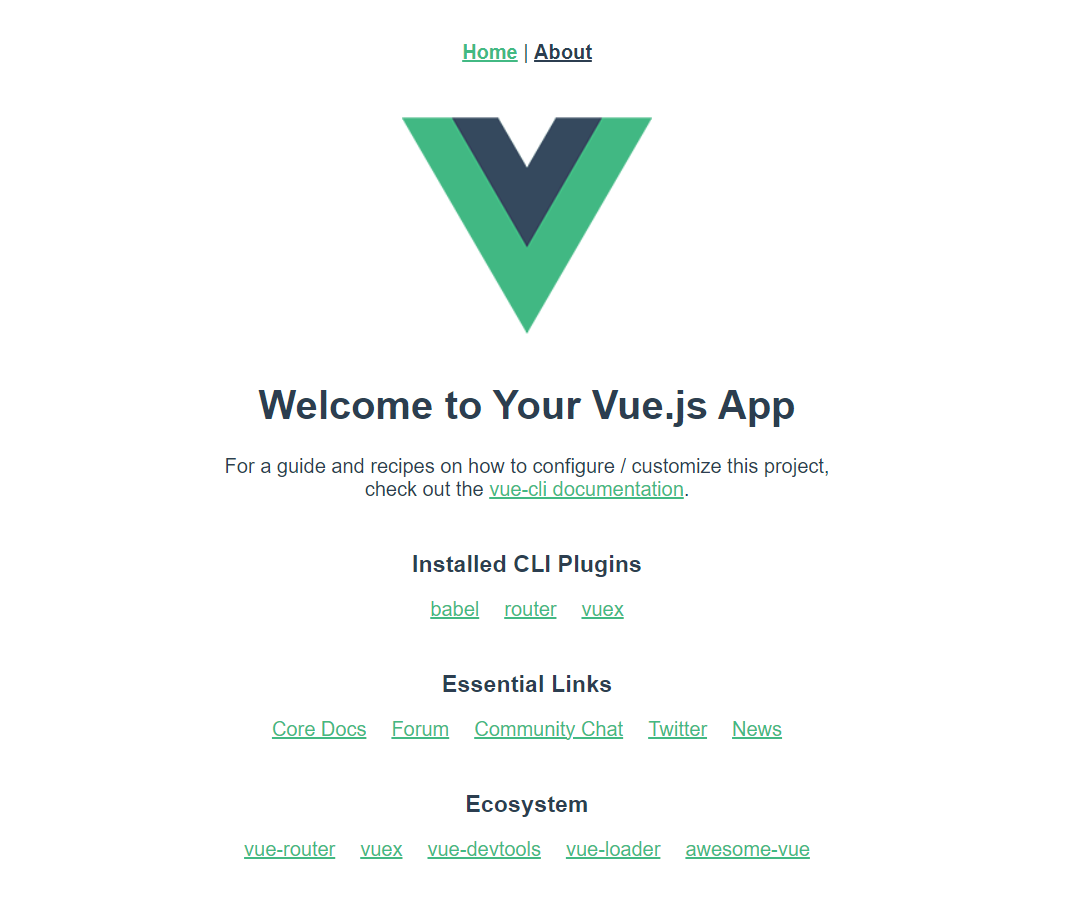 Home | About
Welcome to Your Vue.js App
For a guide and recipes on how to configure / customize this project,
check out the vue-cli documentation.
Installed CLI Plugins
babel router vuex
Essential Links
Core Docs Forum Community Chat Twitter News
Ecosystem
vue-router vuex vue-devtools vue-loader awesome-vue